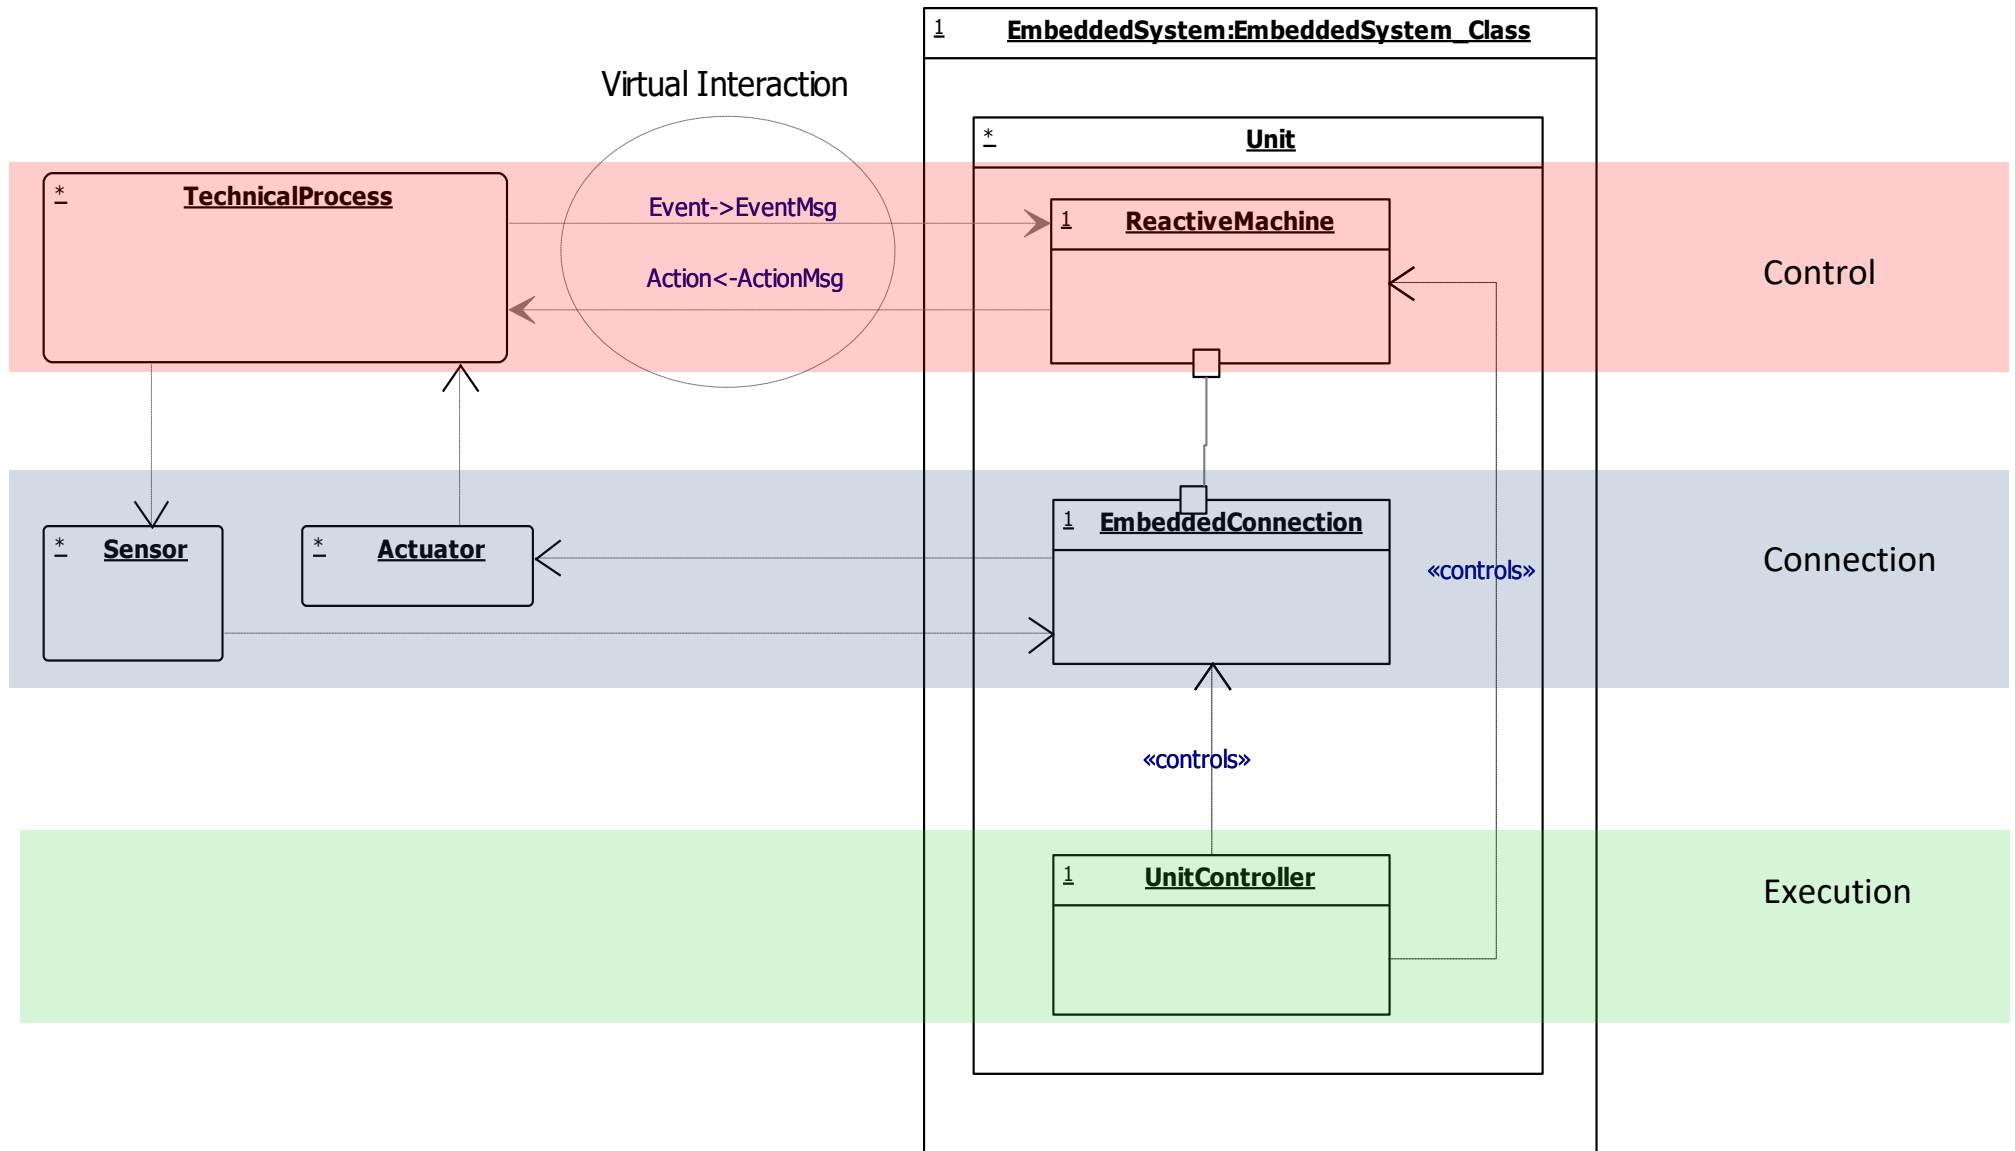 1 EmbeddedSystem:EmbeddedSystem_Class
Virtual Interaction
* Unit
* TechnicalProcess
Event->EventMsg
1 ReactiveMachine
Action<-ActionMsg
Control
* Sensor
* Actuator
1 EmbeddedConnection
«controls»
Connection
«controls»
1 UnitController
Execution